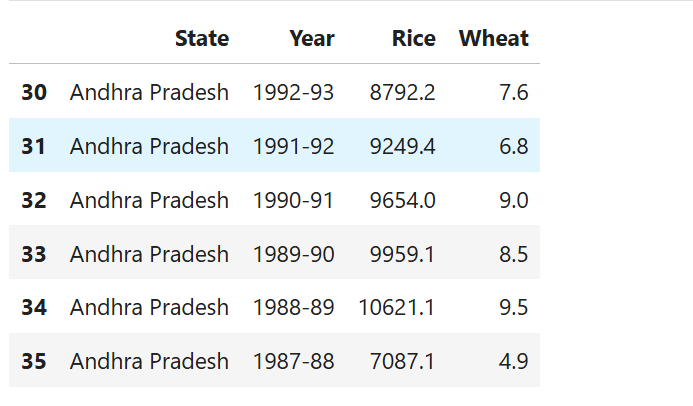 State Year Rice Wheat
30 Andhra Pradesh 1992-93 8792.2 7.6
31 Andhra Pradesh 1991-92 9249.4 6.8
32 Andhra Pradesh 1990-91 9654.0 9.0
33 Andhra Pradesh 1989-90 9959.1 8.5
34 Andhra Pradesh 1988-89 10621.1 9.5
35 Andhra Pradesh 1987-88 7087.1 4.9